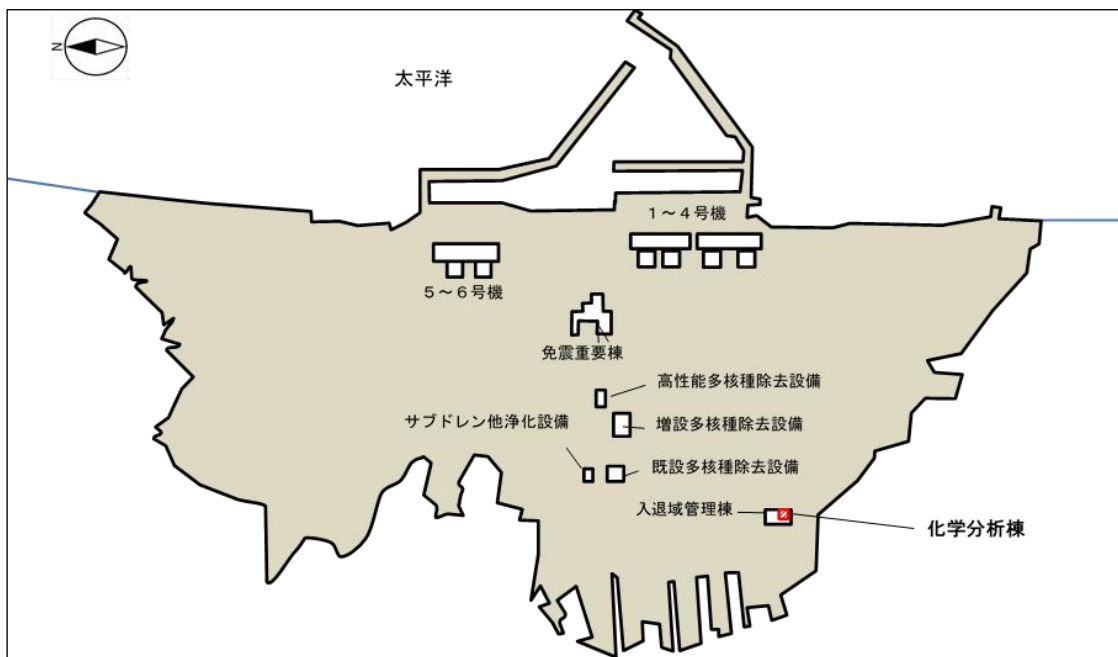 N
太平洋
１～４号機
５～６号機
免震重要棟
高性能多核種除去設備
サブドレン他浄化設備
増設多核種除去設備
既設多核種除去設備
入退域管理棟
化学分析棟